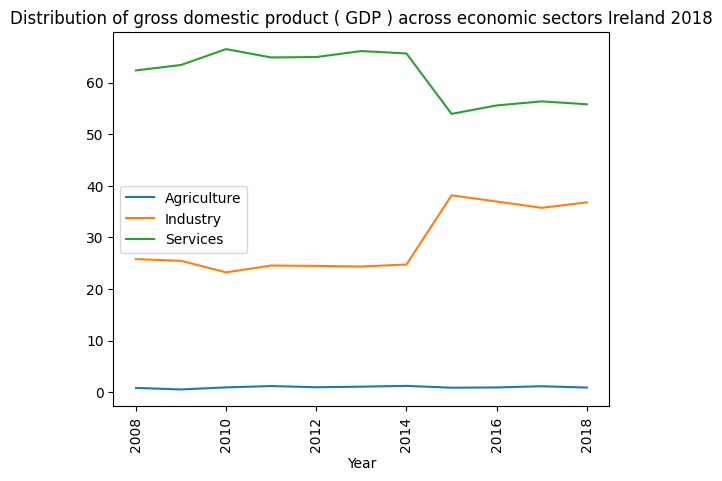 Distribution of gross domestic product ( GDP ) across economic sectors Ireland 2018
60
50
40
30
20
10
0
Agriculture
Industry
Services
2008
2010
2012
2014
2016
2018
Year